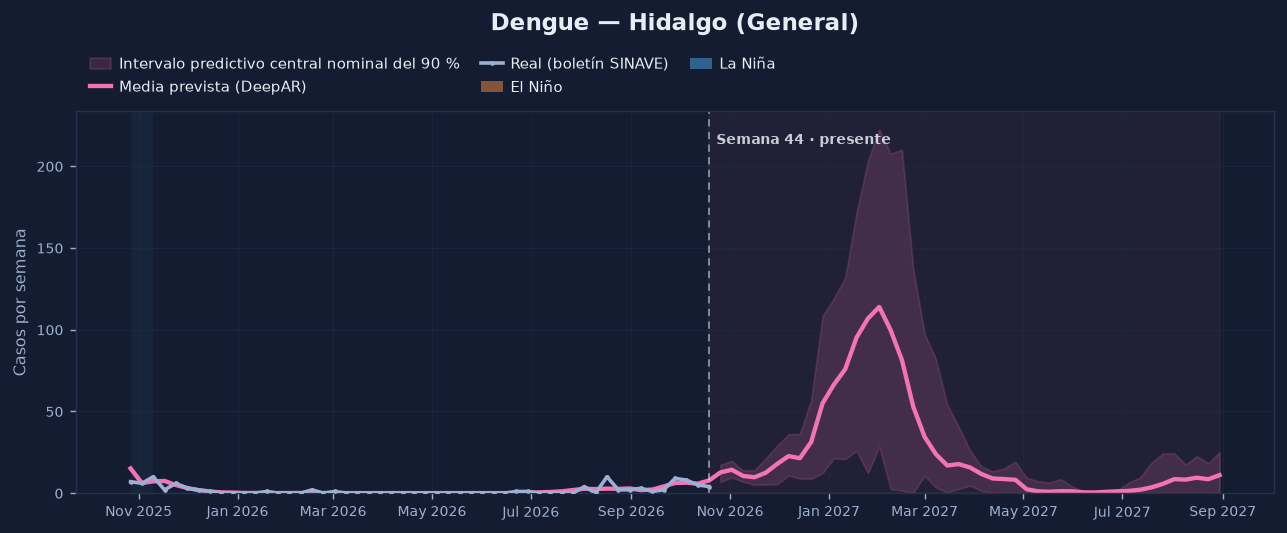 Dengue — Hidalgo (General)
Intervalo predictivo central nominal del 90 %
Real (boletín SINAVE)
La Niña
Media prevista (DeepAR)
El Niño
Semana 44 · presente
Casos por semana
200
150
100
50
0
Nov 2025
Jan 2026
Mar 2026
May 2026
Jul 2026
Sep 2026
Nov 2026
Jan 2027
Mar 2027
May 2027
Jul 2027
Sep 2027